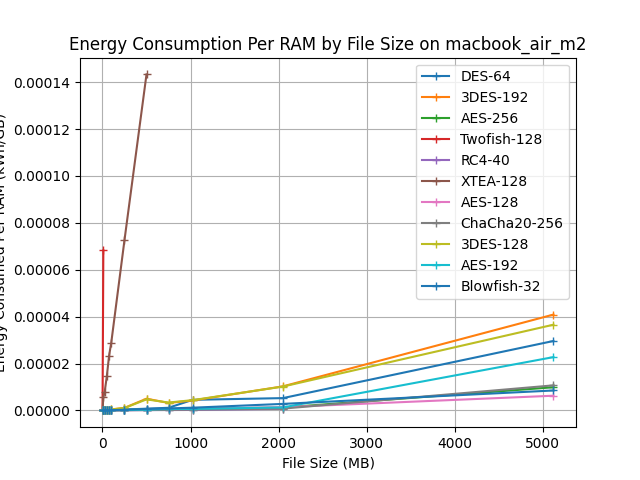 Energy Consumption Per RAM by File Size on macbook_air_m2
Energy Consumed Per RAM (KWh/GB)
0.00014
0.00012
0.00010
0.00008
0.00006
0.00004
0.00002
0.00000
0
1000
2000
3000
4000
5000
File Size (MB)
DES-64
3DES-192
AES-256
Twofish-128
RC4-40
XTEA-128
AES-128
ChaCha20-256
3DES-128
AES-192
Blowfish-32